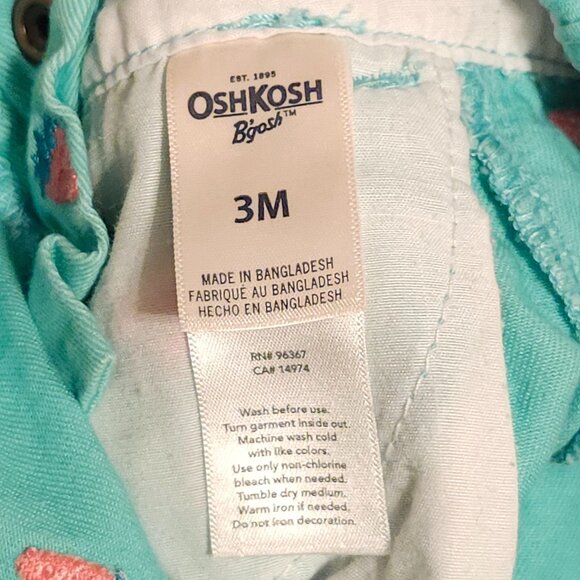 EST. 1895
OSHKOSH
B'gosh™
3M
MADE IN BANGLADESH
FABRIQUÉ AU BANGLADESH
HECHO EN BANGLADESH
RN# 96367
CA# 14974
Wash before use.
Turn garment inside out.
Machine wash cold
with like colors.
Use only non-chlorine
bleach when needed.
Tumble dry medium.
Warm iron if needed.
Do not iron decoration.